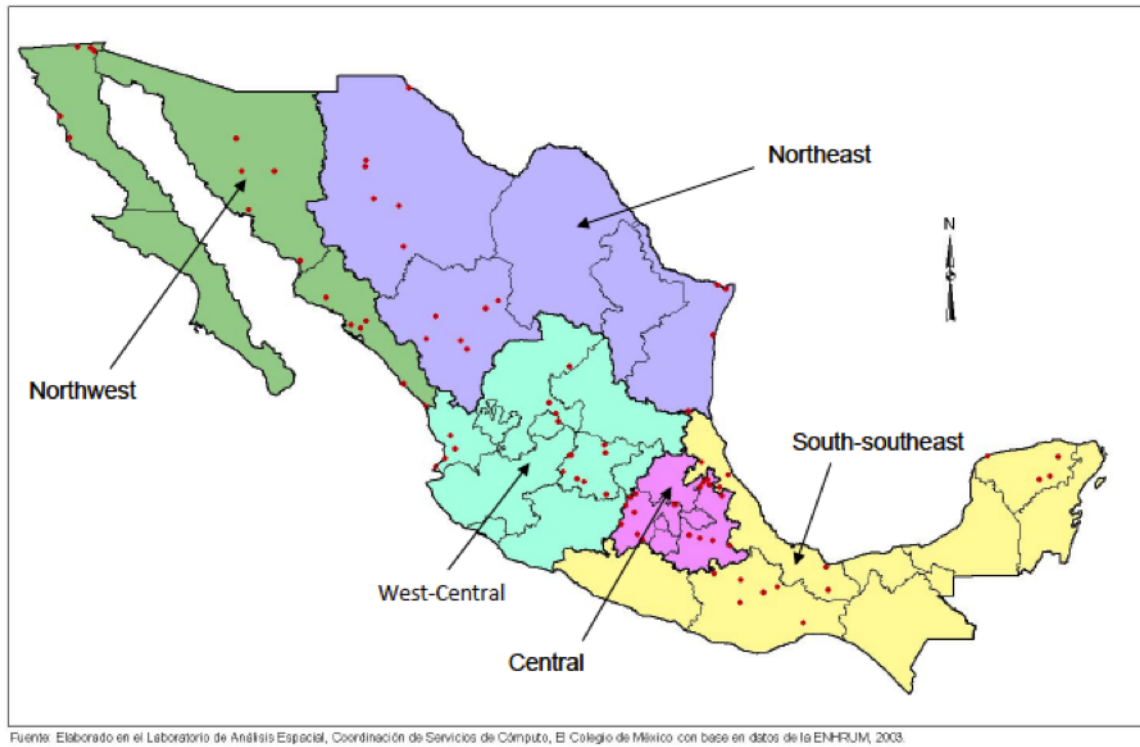 Northeast
N
Northwest
South-southeast
West-Central
Central
Fuente: Elaborado en el Laboratorio de Análisis Espacial, Coordinación de Servicios de Cómputo, El Colegio de México con base en datos de la ENHRUM, 2003.